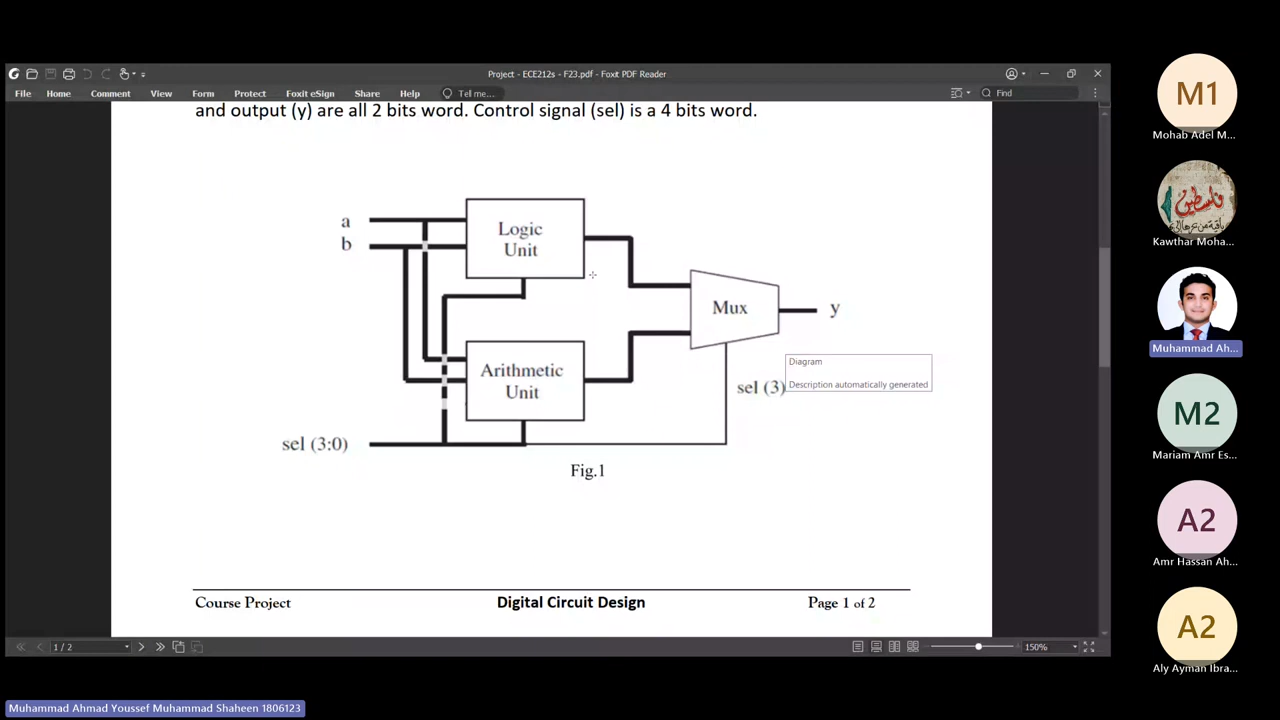 Project - ECE212s - F23.pdf - Foxit PDF Reader
File Home Comment View Form Protect Foxit eSign Share Help Tell me... Find
and output (y) are all 2 bits word. Control signal (sel) is a 4 bits word.
a
b
Logic
Unit
Mux
y
Arithmetic
Unit
sel (3)
Diagram
Description automatically generated
sel (3:0)
Fig.1
Course Project Digital Circuit Design Page 1 of 2
1 / 2
150%
M1
Mohab Adel M...
فلسطين
Kawthar Moha...
Muhammad Ah...
M2
Mariam Amr Es...
A2
Amr Hassan Ah...
A2
Aly Ayman Ibra...
Muhammad Ahmad Youssef Muhammad Shaheen 1806123